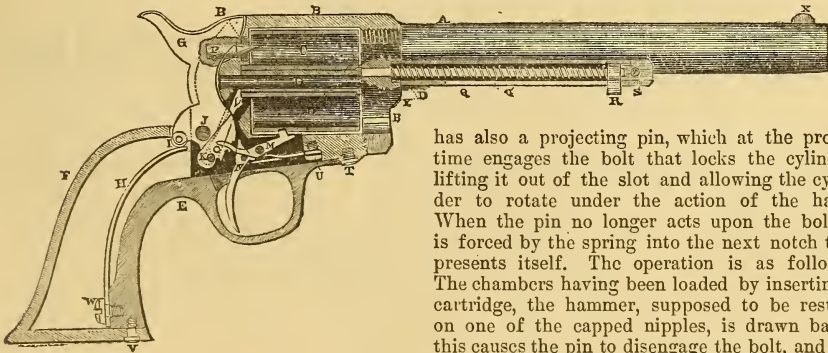 B B A X
G P C
D
K D Q A R S
B
J
I K Q M
F
H
E
U T
W
V
has also a projecting pin, which at the pro
time engages the bolt that locks the cylin
lifting it out of the slot and allowing the cy
der to rotate under the action of the ha
When the pin no longer acts upon the bol
is forced by the spring into the next notch t
presents itself. The operation is as follo
The chambers having been loaded by insertin
cartridge, the hammer, supposed to be rest
on one of the capped nipples, is drawn ba
this causes the pin to disengage the bolt, and